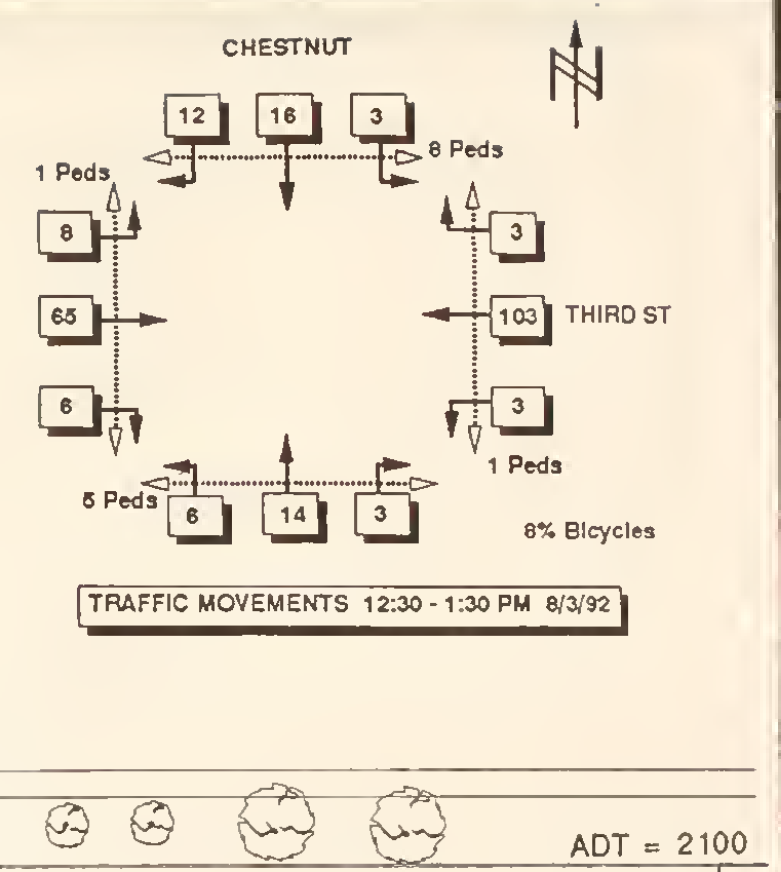 CHESTNUT
N
12 16 3
8 Peds
1 Peds
8 3
65 103 THIRD ST
6 3
1 Peds
5 Peds
6 14 3
8% Bicycles
TRAFFIC MOVEMENTS 12:30 - 1:30 PM 8/3/92
ADT = 2100